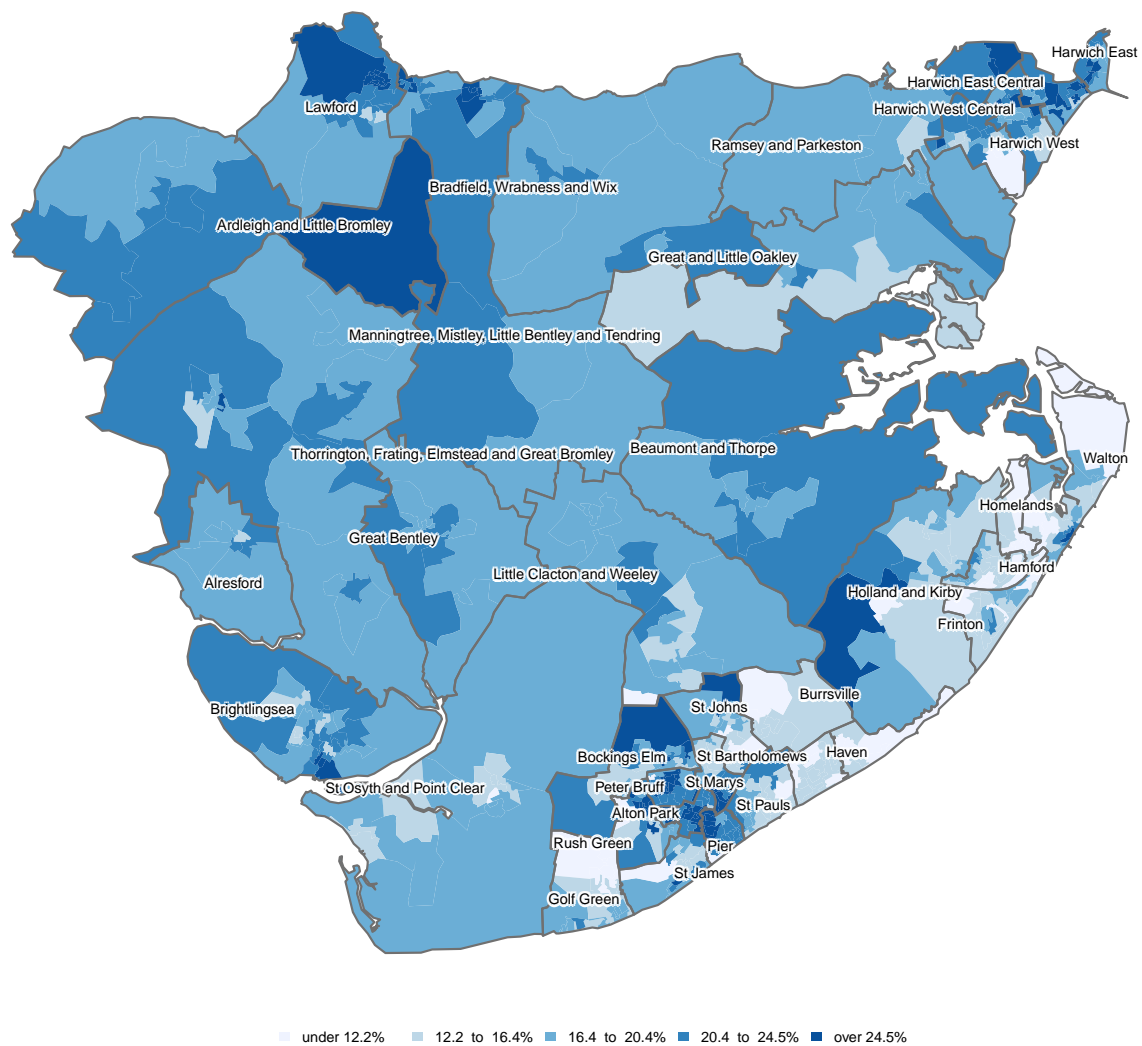 Harwich East
Harwich East Central
Lawford
Harwich West Central
Harwich West
Ramsey and Parkeston
Bradfield, Wrabness and Wix
Ardleigh and Little Bromley
Great and Little Oakley
Manningtree, Mistley, Little Bentley and Tendring
Beaumont and Thorpe
Thorrington, Frating, Elmstead and Great Bromley
Walton
Homelands
Great Bentley
Hamford
Little Clacton and Weeley
Alresford
Holland and Kirby
Frinton
Burrsville
St Johns
Brightlingsea
Haven
Bockings Elm
St Bartholomews
St Marys
Peter Bruff
St Osyth and Point Clear
St Pauls
Alton Park
Rush Green
Pier
St James
Golf Green
under 12.2% 12.2 to 16.4% 16.4 to 20.4% 20.4 to 24.5% over 24.5%